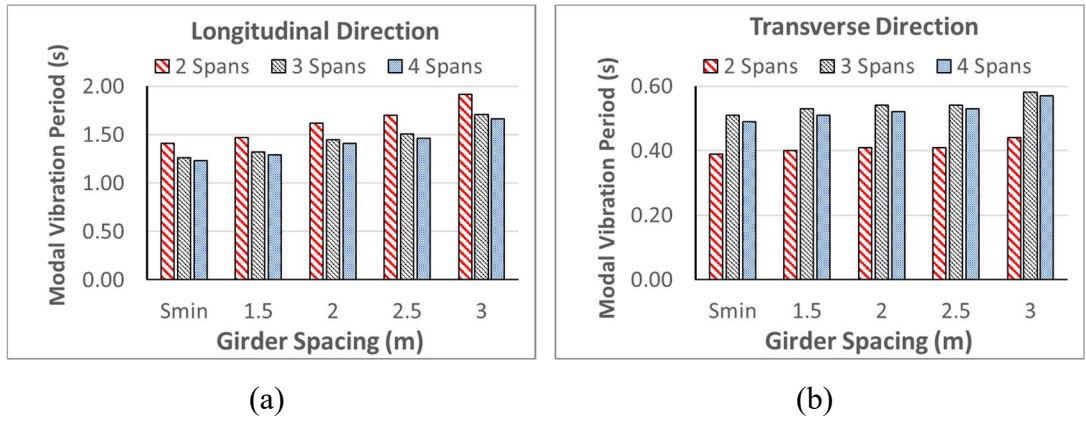 Longitudinal Direction
2 Spans 3 Spans 4 Spans
Modal Vibration Period (s)
2.00
1.50
1.00
0.50
0.00
Smin 1.5 2 2.5 3
Girder Spacing (m)
(a)
Transverse Direction
2 Spans 3 Spans 4 Spans
Modal Vibration Period (s)
0.60
0.40
0.20
0.00
Smin 1.5 2 2.5 3
Girder Spacing (m)
(b)